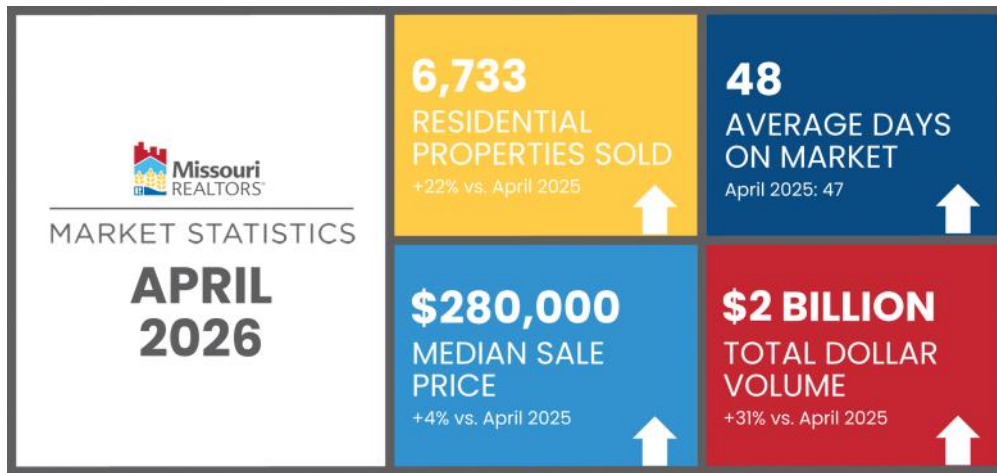 Missouri
REALTORS®
MARKET STATISTICS
APRIL
2026
6,733
RESIDENTIAL
PROPERTIES SOLD
+22% vs. April 2025
48
AVERAGE DAYS
ON MARKET
April 2025: 47
$280,000
MEDIAN SALE
PRICE
+4% vs. April 2025
$2 BILLION
TOTAL DOLLAR
VOLUME
+31% vs. April 2025